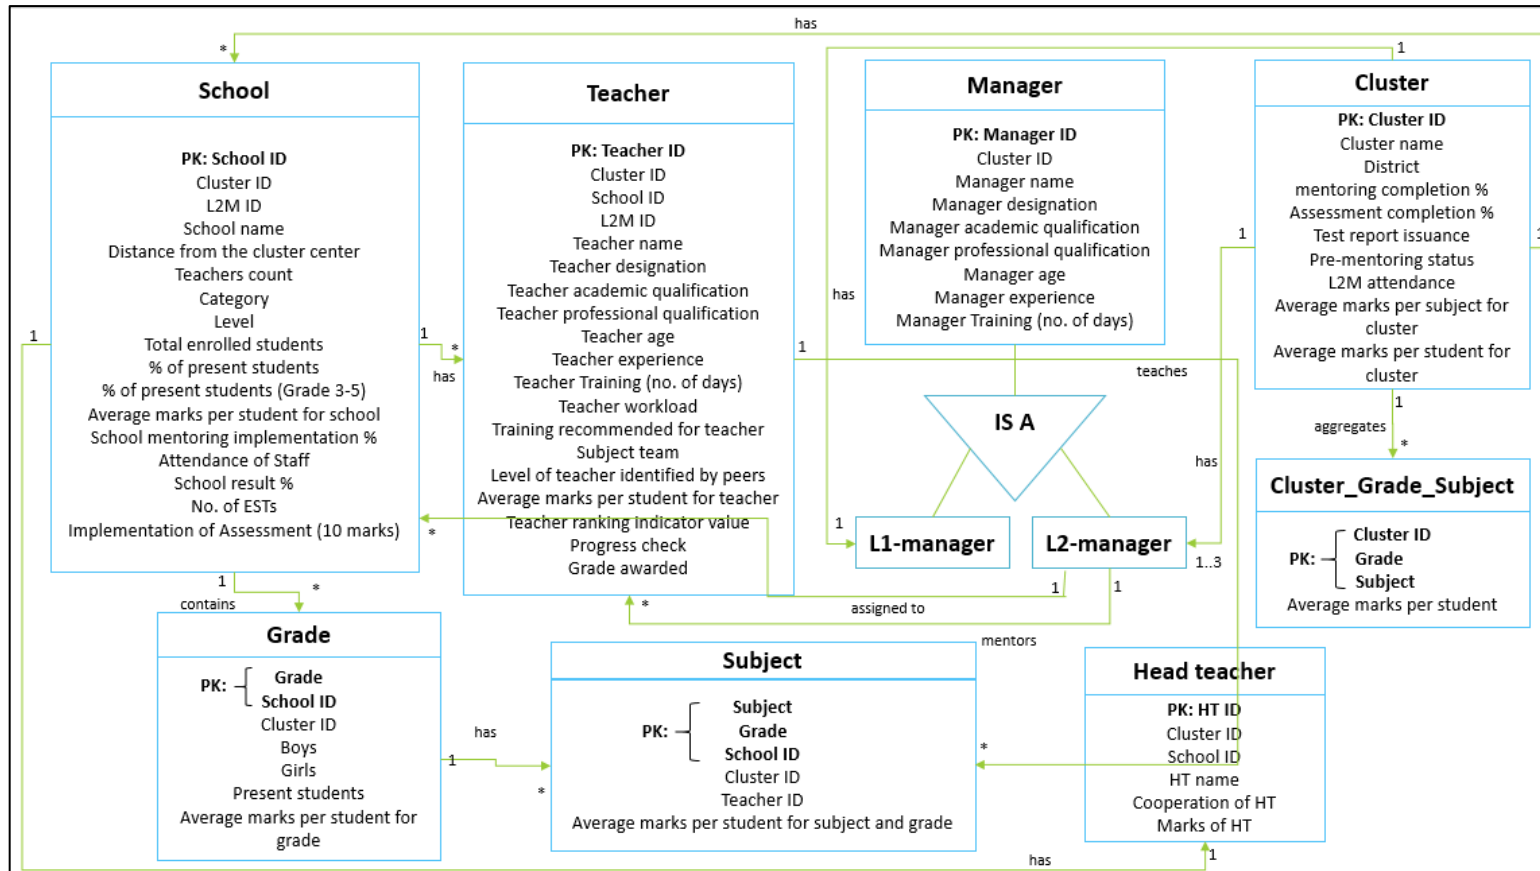 has
*
1
School
PK: School ID
Cluster ID
L2M ID
School name
Distance from the cluster center
Teachers count
Category
Level
Total enrolled students
% of present students
% of present students (Grade 3-5)
Average marks per student for school
School mentoring implementation %
Attendance of Staff
School result %
No. of ESTs
Implementation of Assessment (10 marks)
1
1
*
has
*
1
*
contains
Teacher
PK: Teacher ID
Cluster ID
School ID
L2M ID
Teacher name
Teacher designation
Teacher academic qualification
Teacher professional qualification
Teacher age
Teacher experience
Teacher Training (no. of days)
Teacher workload
Training recommended for teacher
Subject team
Level of teacher identified by peers
Average marks per student for teacher
Teacher ranking indicator value
Progress check
Grade awarded
1
teaches
*
Manager
PK: Manager ID
Cluster ID
Manager name
Manager designation
Manager academic qualification
Manager professional qualification
Manager age
Manager experience
Manager Training (no. of days)
has
IS A
1
L1-manager
L2-manager
1..3
1
1
assigned to
mentors
Cluster
PK: Cluster ID
Cluster name
District
mentoring completion %
Assessment completion %
Test report issuance
Pre-mentoring status
L2M attendance
Average marks per subject for
cluster
Average marks per student for
cluster
1
1
has
1
aggregates
*
Cluster_Grade_Subject
PK:
Cluster ID
Grade
Subject
Average marks per student
Grade
PK:
Grade
School ID
Cluster ID
Boys
Girls
Present students
Average marks per student for
grade
has
1
*
Subject
PK:
Subject
Grade
School ID
Cluster ID
Teacher ID
Average marks per student for subject and grade
*
Head teacher
PK: HT ID
Cluster ID
School ID
HT name
Cooperation of HT
Marks of HT
has
1